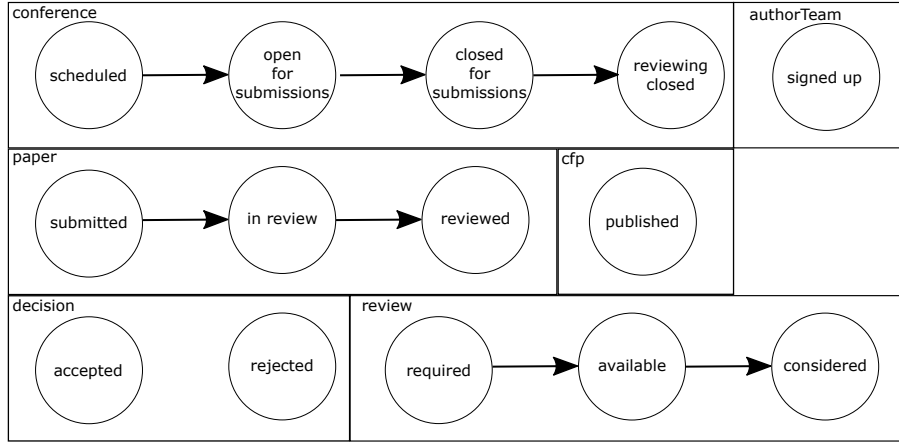 conference
authorTeam
scheduled
open
for
submissions
closed
for
submissions
reviewing
closed
signed up
paper
cfp
submitted
in review
reviewed
published
decision
review
accepted
rejected
required
available
considered